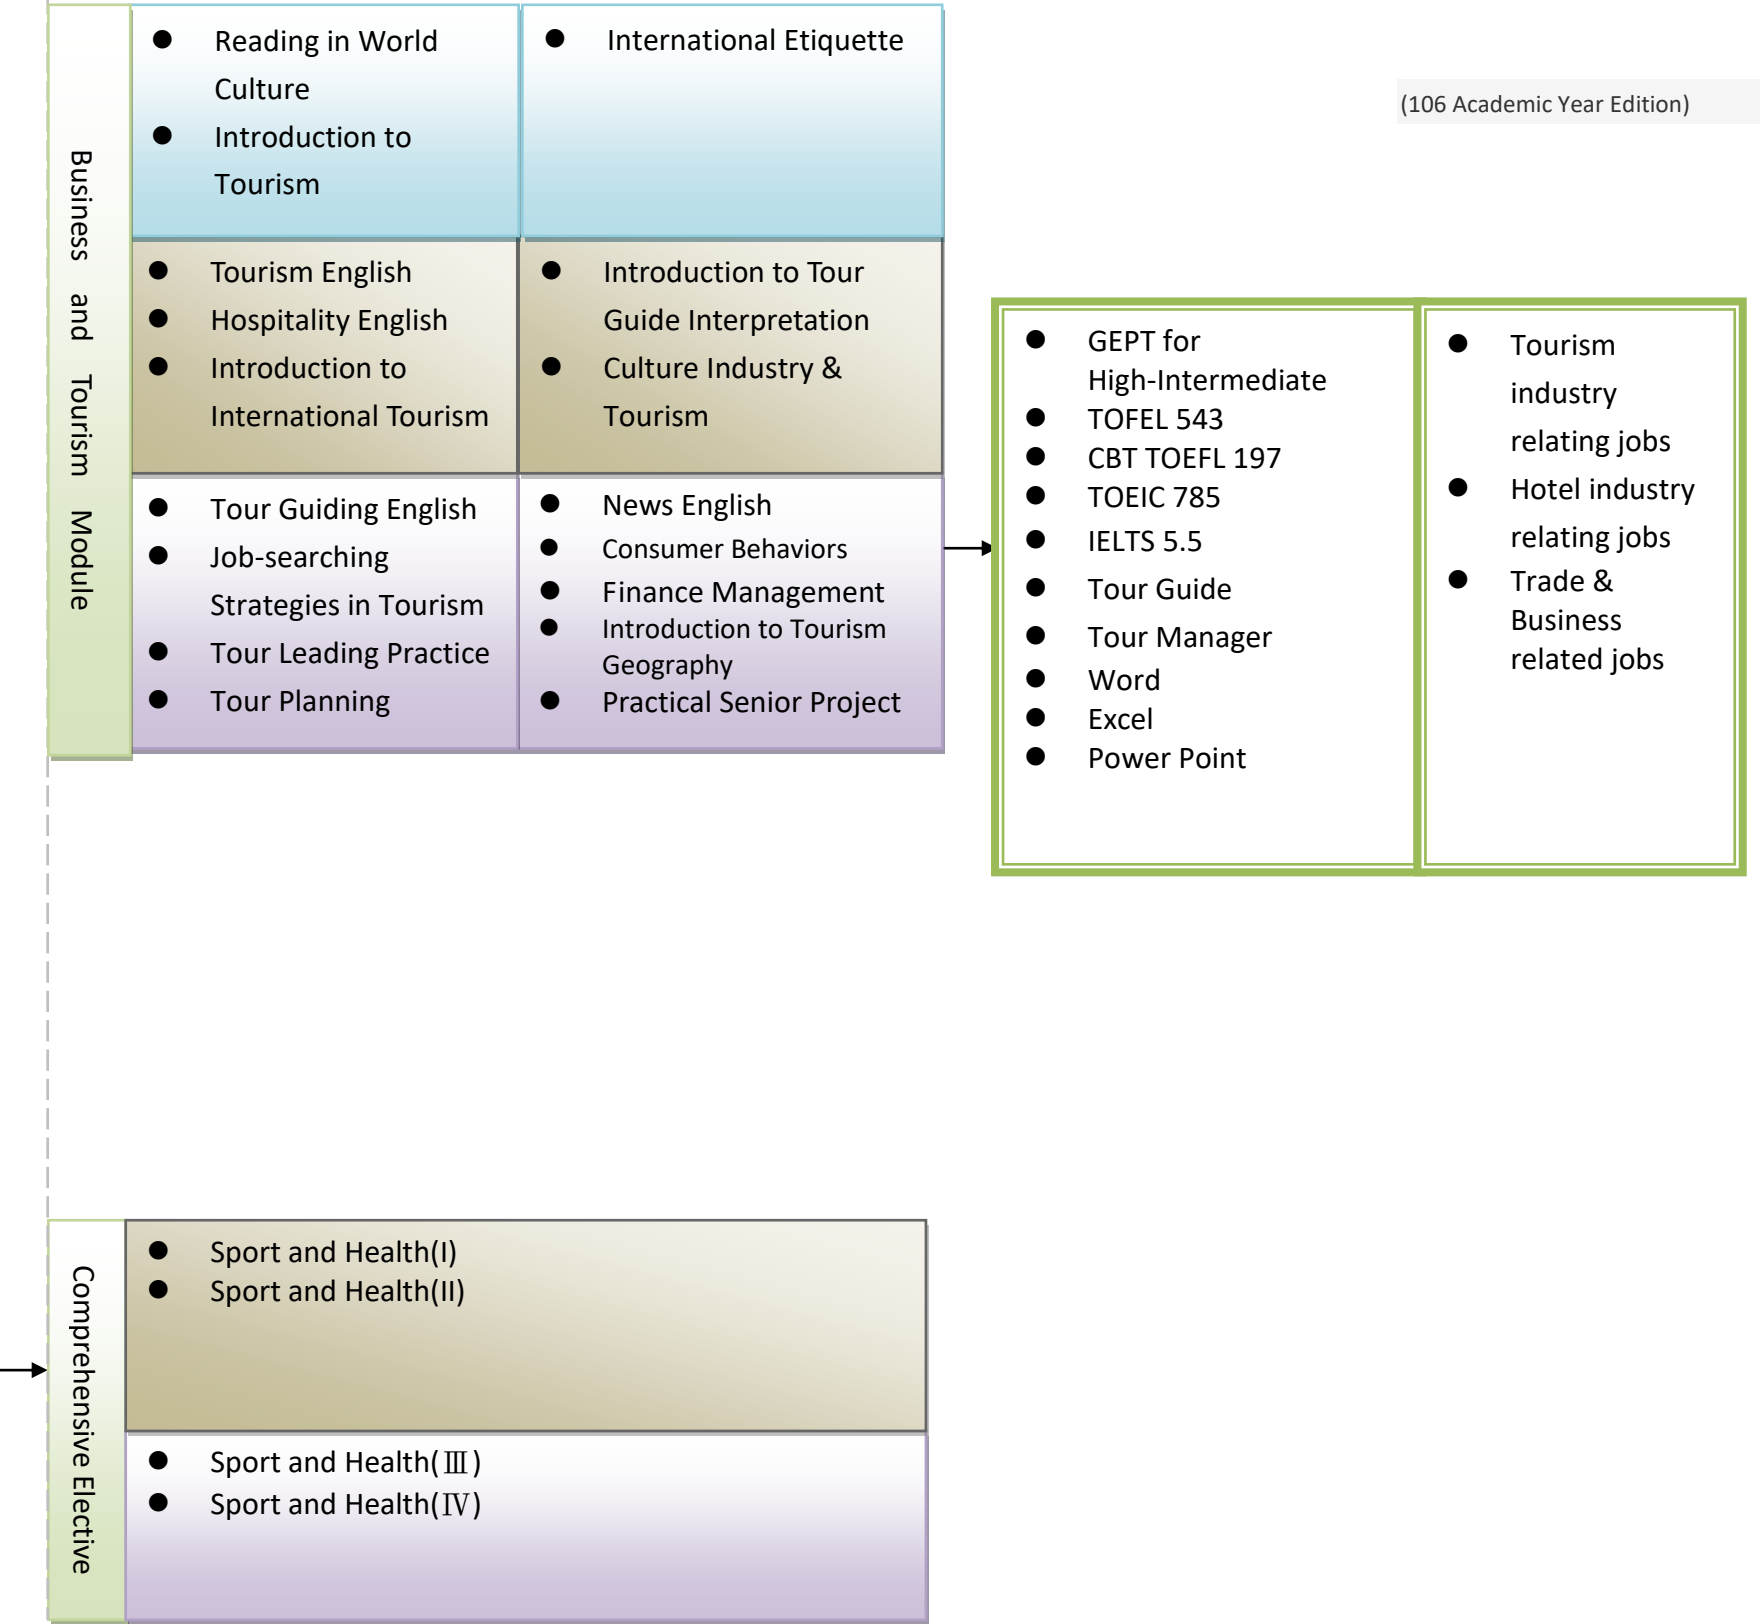 (106 Academic Year Edition)
Business and Tourism Module
● Reading in World
Culture
● Introduction to
Tourism
● International Etiquette
● Tourism English
● Hospitality English
● Introduction to
International Tourism
● Introduction to Tour
Guide Interpretation
● Culture Industry &
Tourism
● Tour Guiding English
● Job-searching
Strategies in Tourism
● Tour Leading Practice
● Tour Planning
● News English
● Consumer Behaviors
● Finance Management
● Introduction to Tourism
Geography
● Practical Senior Project
● GEPT for
High-Intermediate
● TOFEL 543
● CBT TOEFL 197
● TOEIC 785
● IELTS 5.5
● Tour Guide
● Tour Manager
● Word
● Excel
● Power Point
● Tourism
industry
relating jobs
● Hotel industry
relating jobs
● Trade &
Business
related jobs
Comprehensive Elective
● Sport and Health(I)
● Sport and Health(II)
● Sport and Health(Ⅲ)
● Sport and Health(Ⅳ)